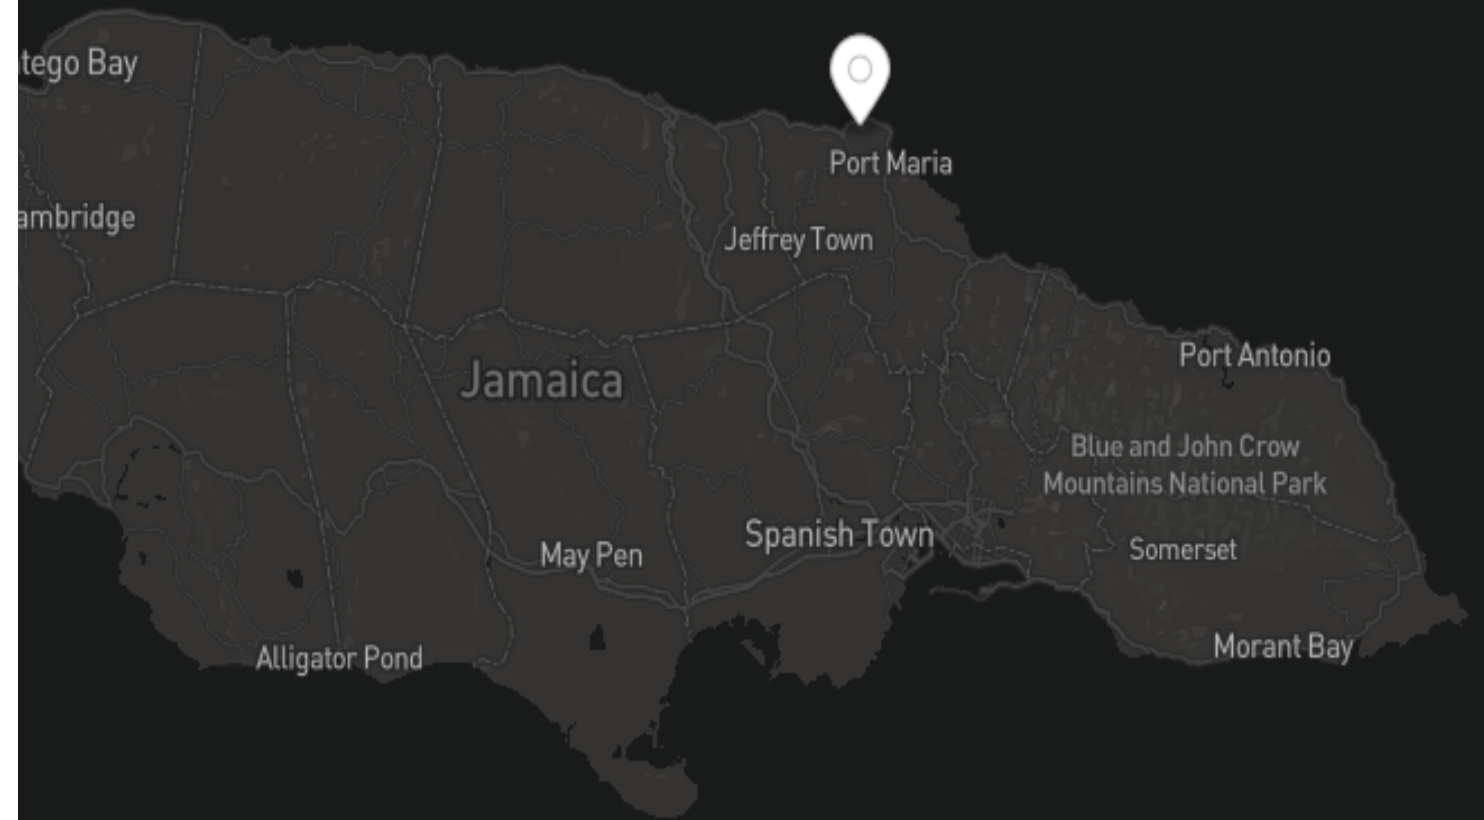 tego Bay
Port Maria
ambridge
Jeffrey Town
Port Antonio
Jamaica
Blue and John Crow
Mountains National Park
Spanish Town
Somerset
May Pen
Morant Bay
Alligator Pond